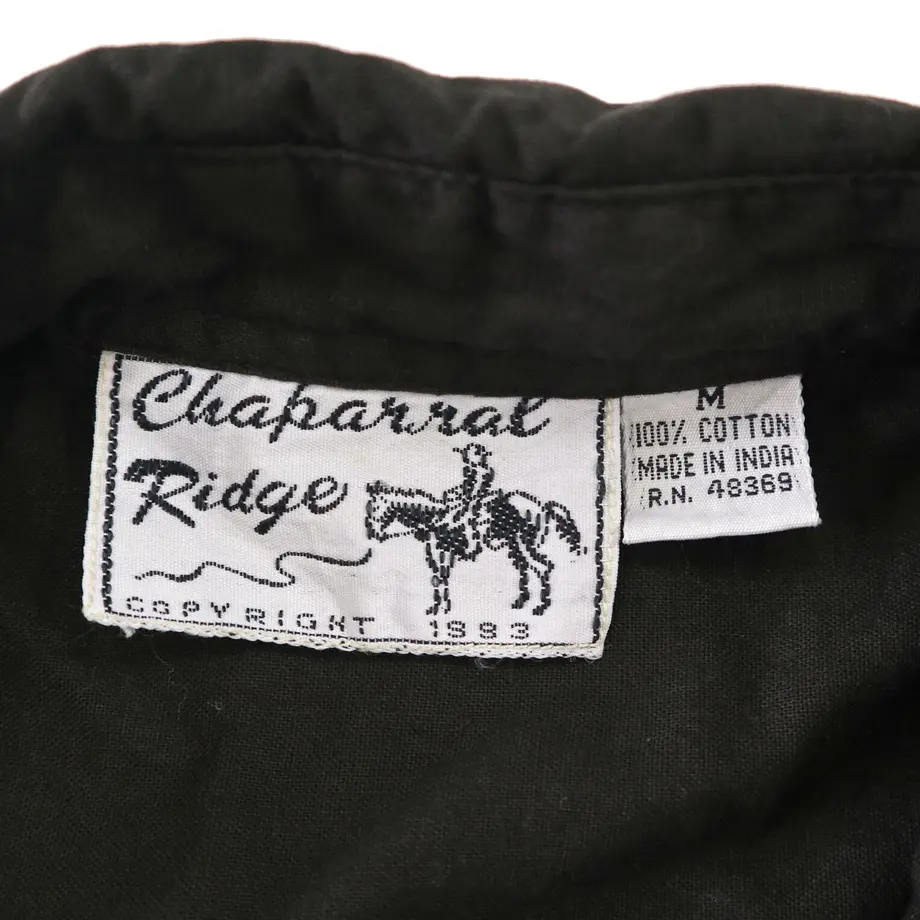 Chaparral
Ridge
COPYRIGHT 1993
M
100% COTTON
MADE IN INDIA
R.N. 48369